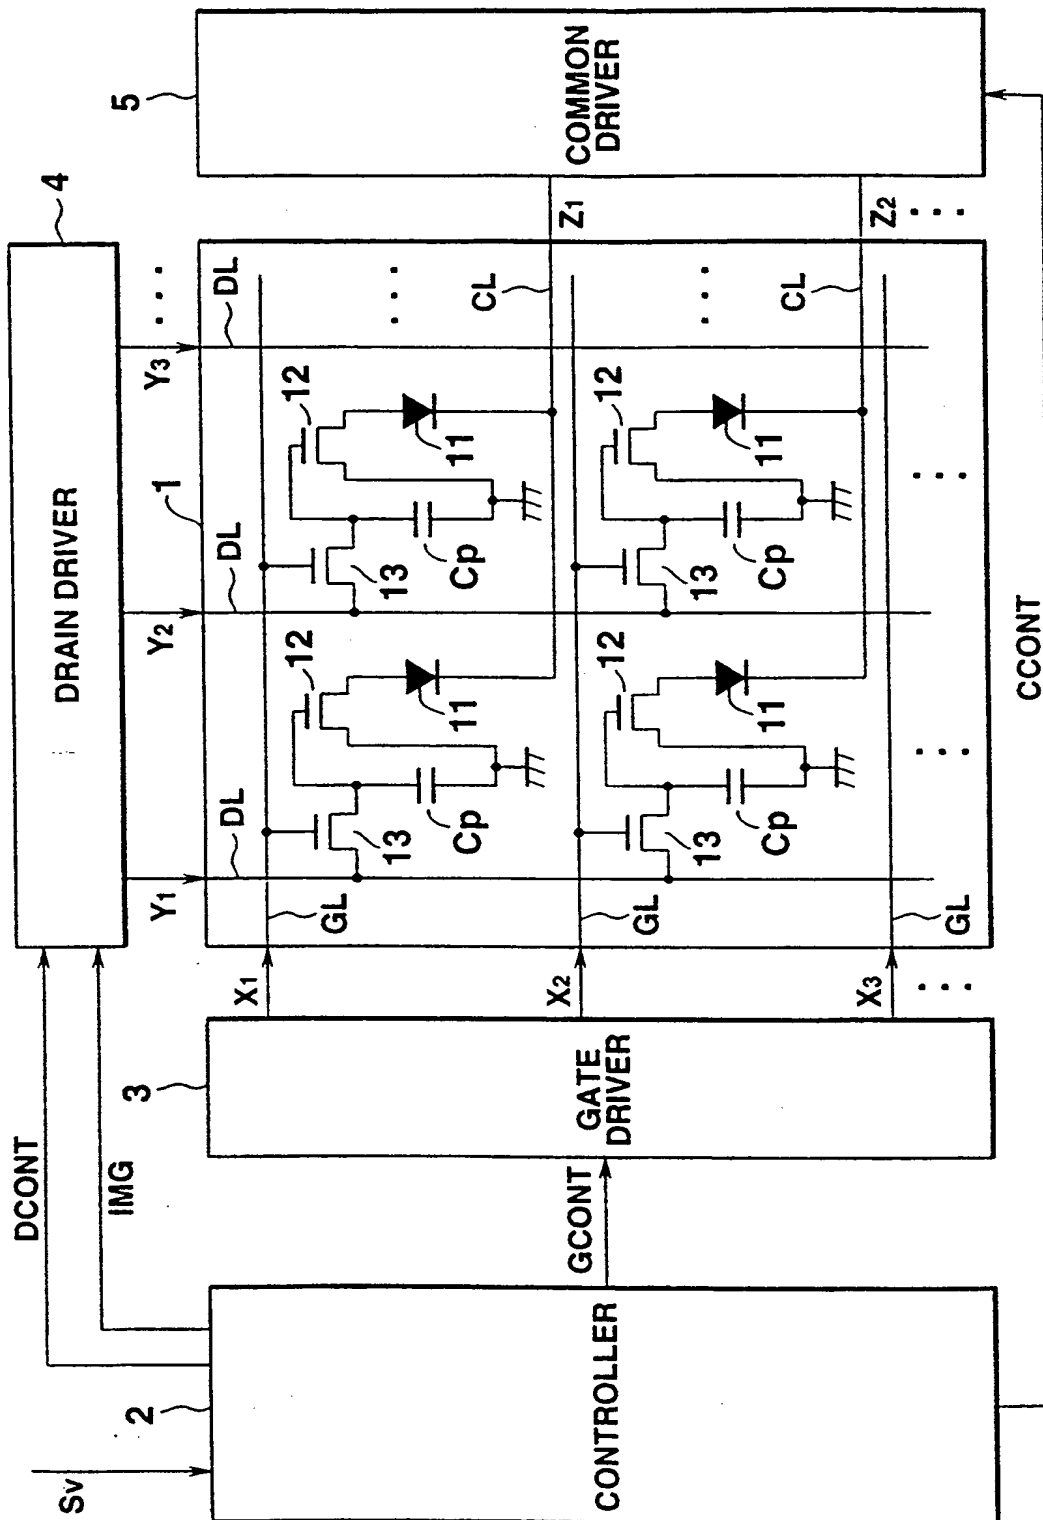 4
DRAIN DRIVER
DCONT
IMG
Y1
Y2
Y3
. . .
DL
DL
DL
1
5
COMMON
DRIVER
Sv
2
CONTROLLER
GCONT
3
GATE
DRIVER
X1
GL
13
Cp
12
11
13
Cp
12
11
. . .
CL
Z1
X2
GL
13
Cp
12
11
13
Cp
12
11
. . .
CL
Z2
X3
GL
. . .
. . .
. . .
. . .
CCONT